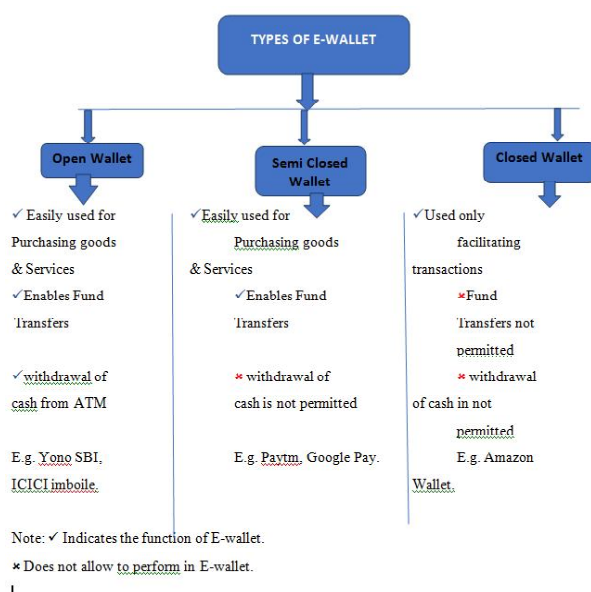 TYPES OF E-WALLET
Open Wallet
✓ Easily used for
Purchasing goods
& Services
✓Enables Fund
Transfers
✓withdrawal of
cash from ATM
E.g. Yono SBI,
ICICI imboile.
Semi Closed
Wallet
✓Easily used for
Purchasing goods
& Services
✓Enables Fund
Transfers
× withdrawal of
cash is not permitted
E.g. Paytm, Google Pay.
Closed Wallet
✓Used only
facilitating
transactions
×Fund
Transfers not
permitted
× withdrawal
of cash in not
permitted
E.g. Amazon
Wallet.
Note: ✓ Indicates the function of E-wallet.
× Does not allow to perform in E-wallet.